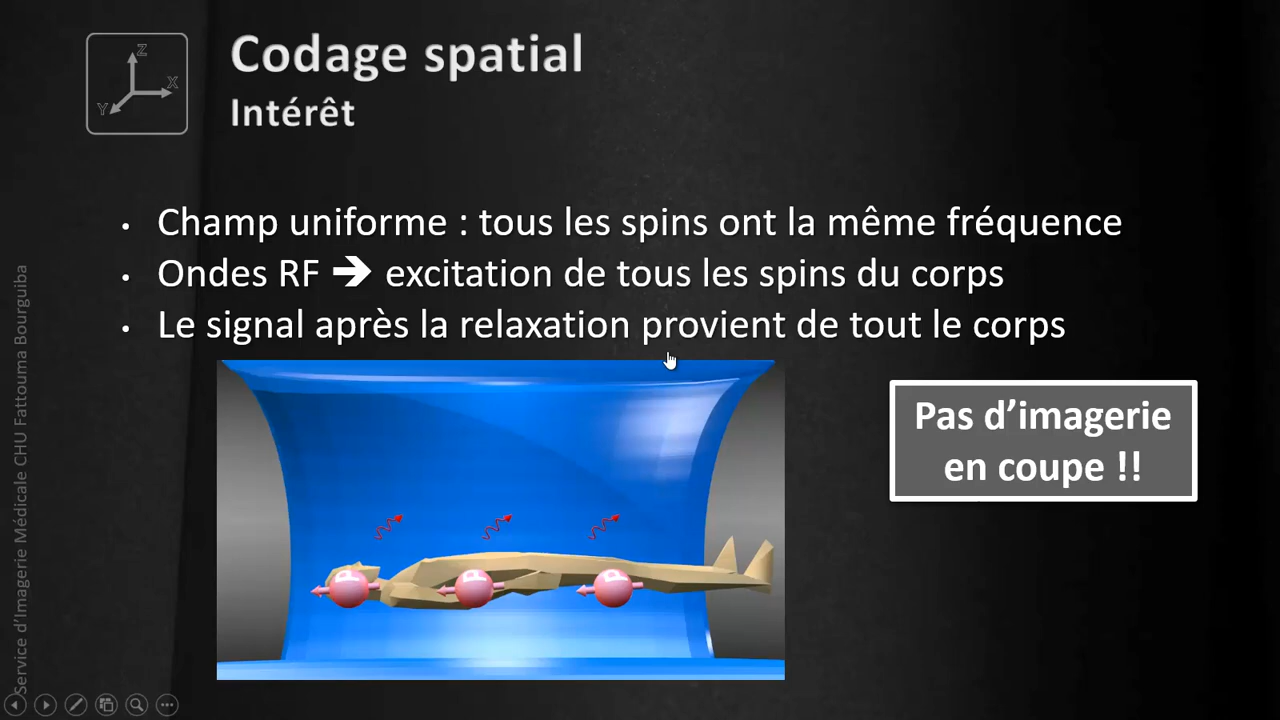 Z
X
Y
Codage spatial
Intérêt
• Champ uniforme : tous les spins ont la même fréquence
• Ondes RF ➔ excitation de tous les spins du corps
• Le signal après la relaxation provient de tout le corps
Pas d’imagerie
en coupe !!
Service d’Imagerie Médicale CHU Fattouma Bourguiba